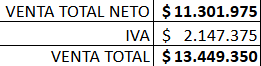 VENTA TOTAL NETO $ 11.301.975
IVA $ 2.147.375
VENTA TOTAL $ 13.449.350